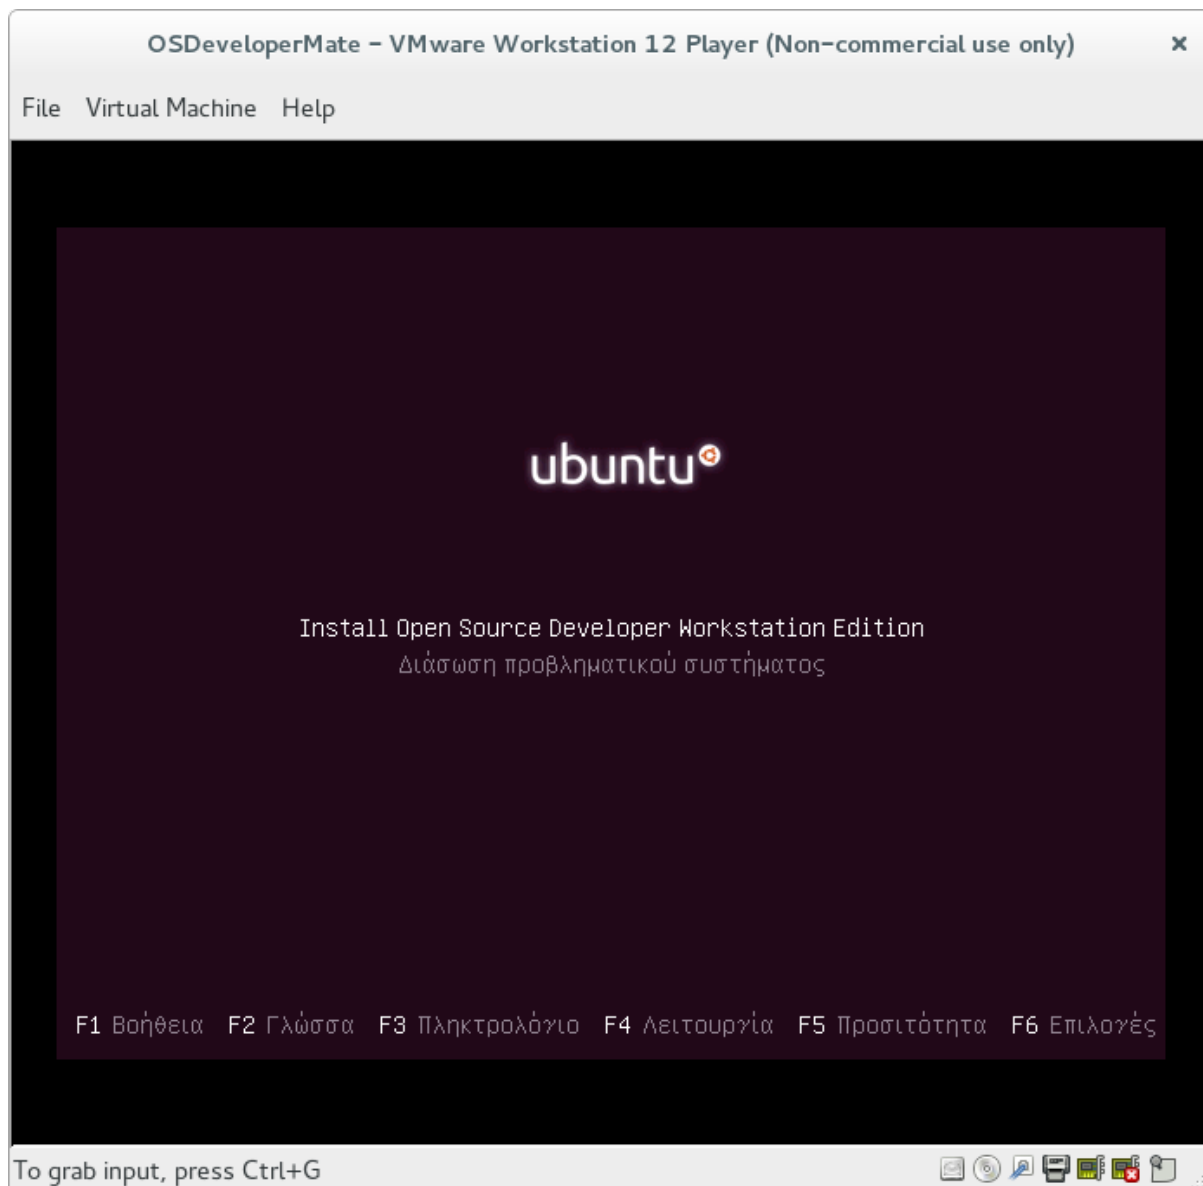 OSDeveloperMate – VMware Workstation 12 Player (Non-commercial use only)
File Virtual Machine Help
ubuntu
Install Open Source Developer Workstation Edition
Διάσωση προβληματικού συστήματος
F1 Βοήθεια F2 Γλώσσα F3 Πληκτρολόγιο F4 Λειτουργία F5 Προσιτότητα F6 Επιλογές
To grab input, press Ctrl+G